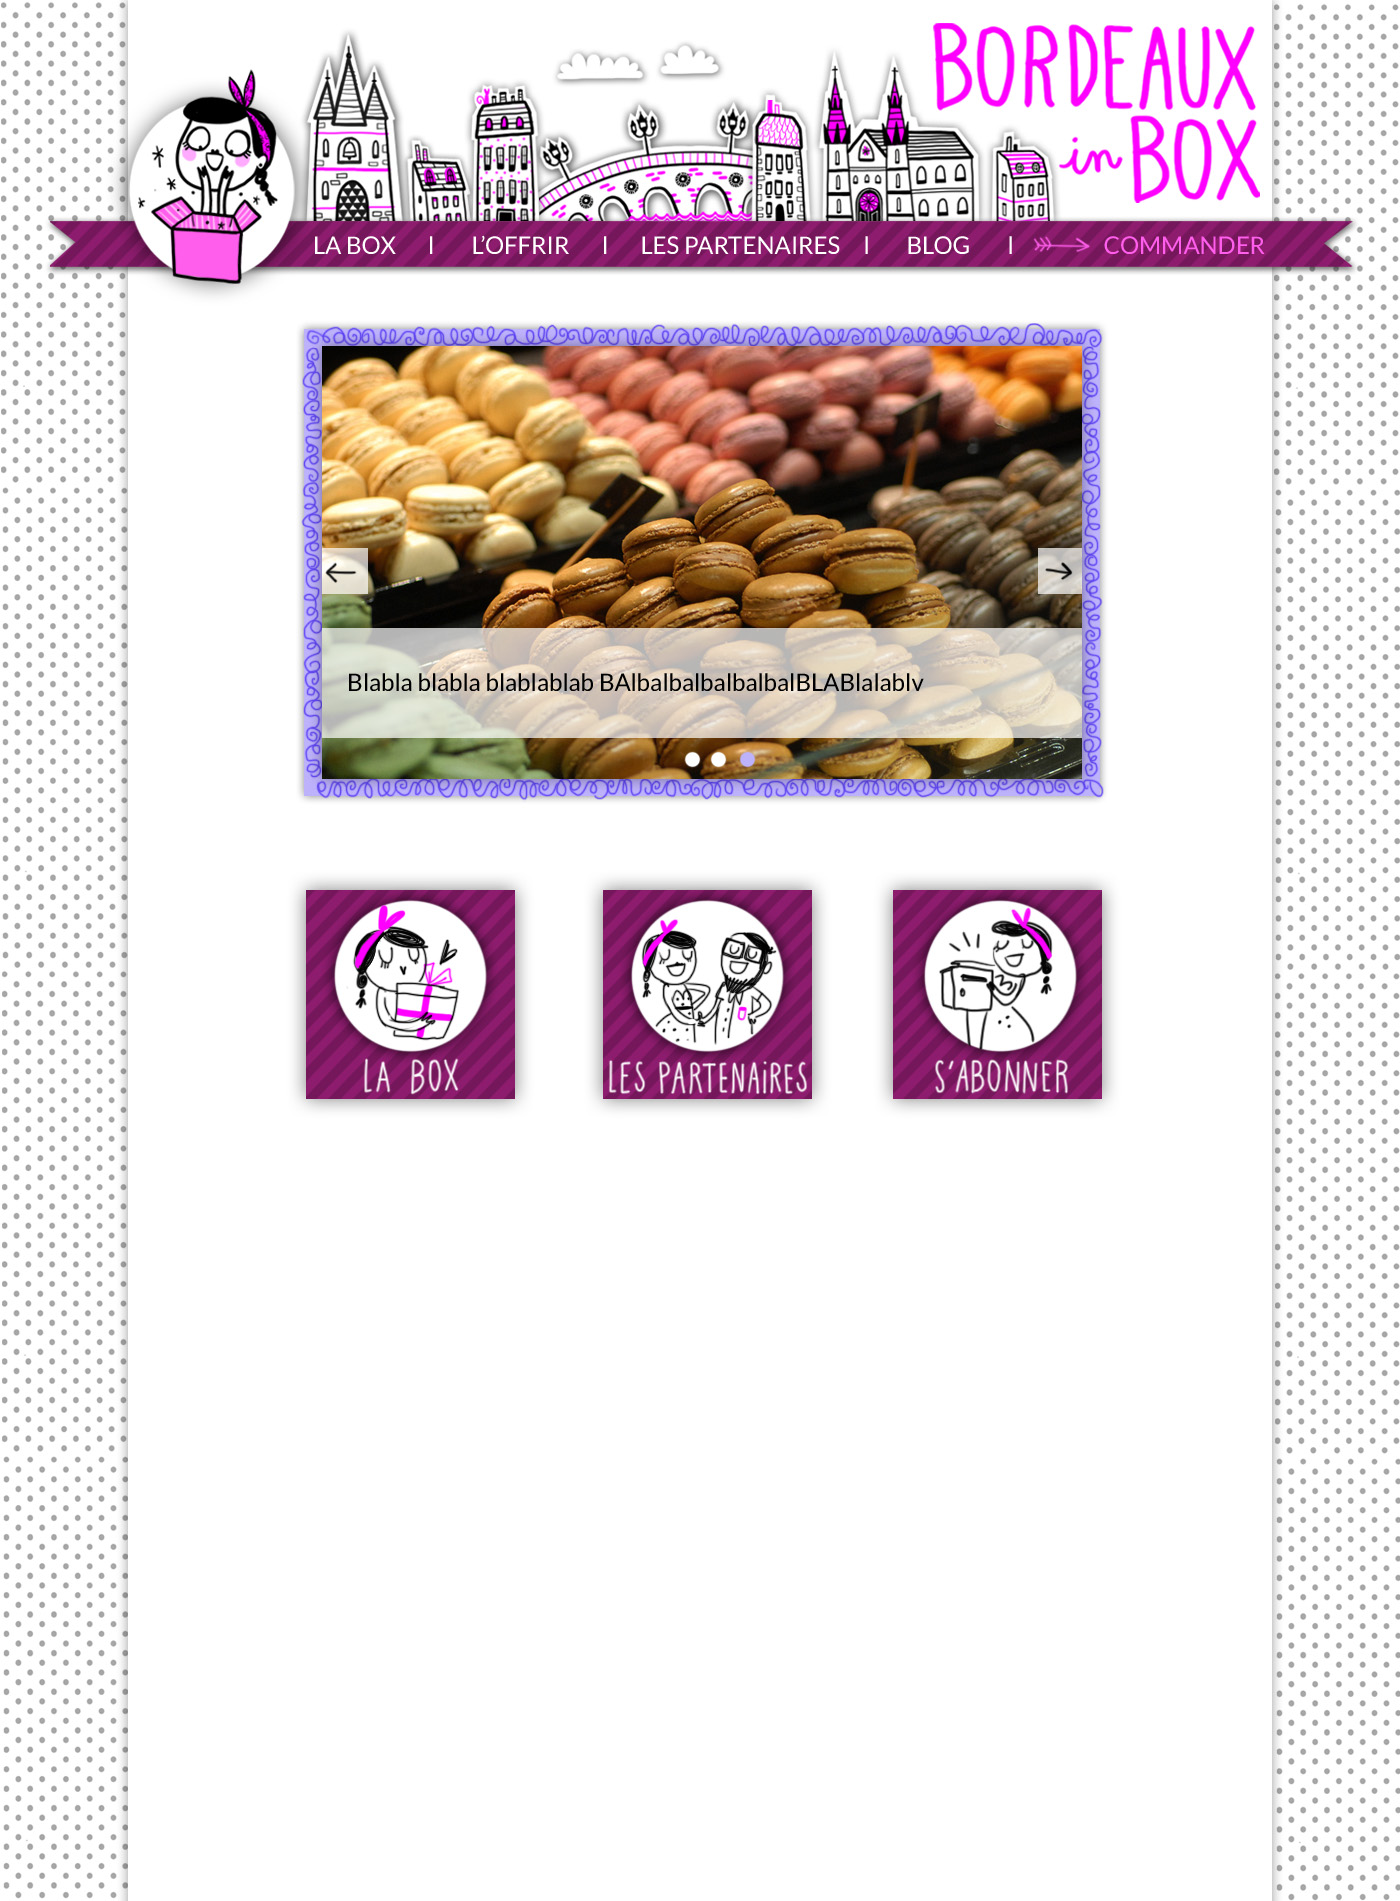 BORDEAUX
in BOX
LA BOX | L'OFFRIR | LES PARTENAIRES | BLOG | COMMANDER
Blabla blabla blablablab BAlbalbalbalbalbalBLABlalablv
LA BOX
LES PARTENAiRES
S'ABONNER